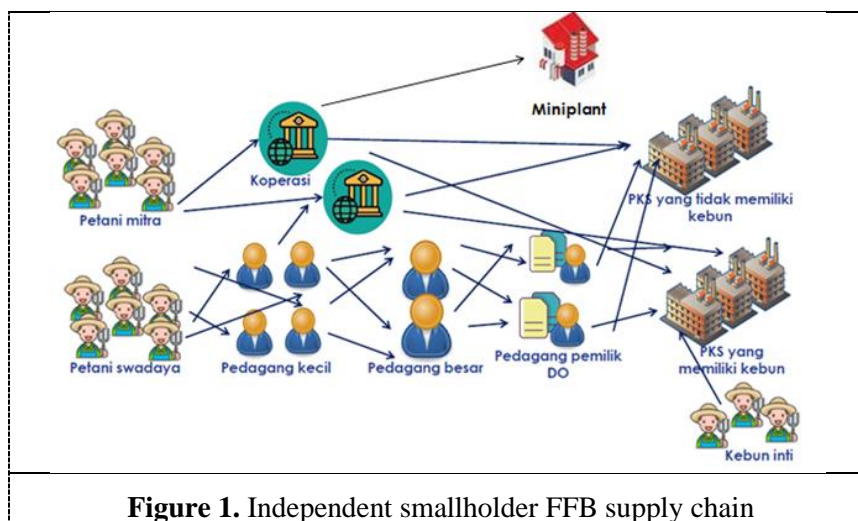 Miniplant
Koperasi
Petani mitra
PKS yang tidak memiliki
kebun
Petani swadaya
Pedagang kecil
Pedagang besar
Pedagang pemilik
DO
PKS yang
memiliki kebun
Kebun inti
Figure 1. Independent smallholder FFB supply chain